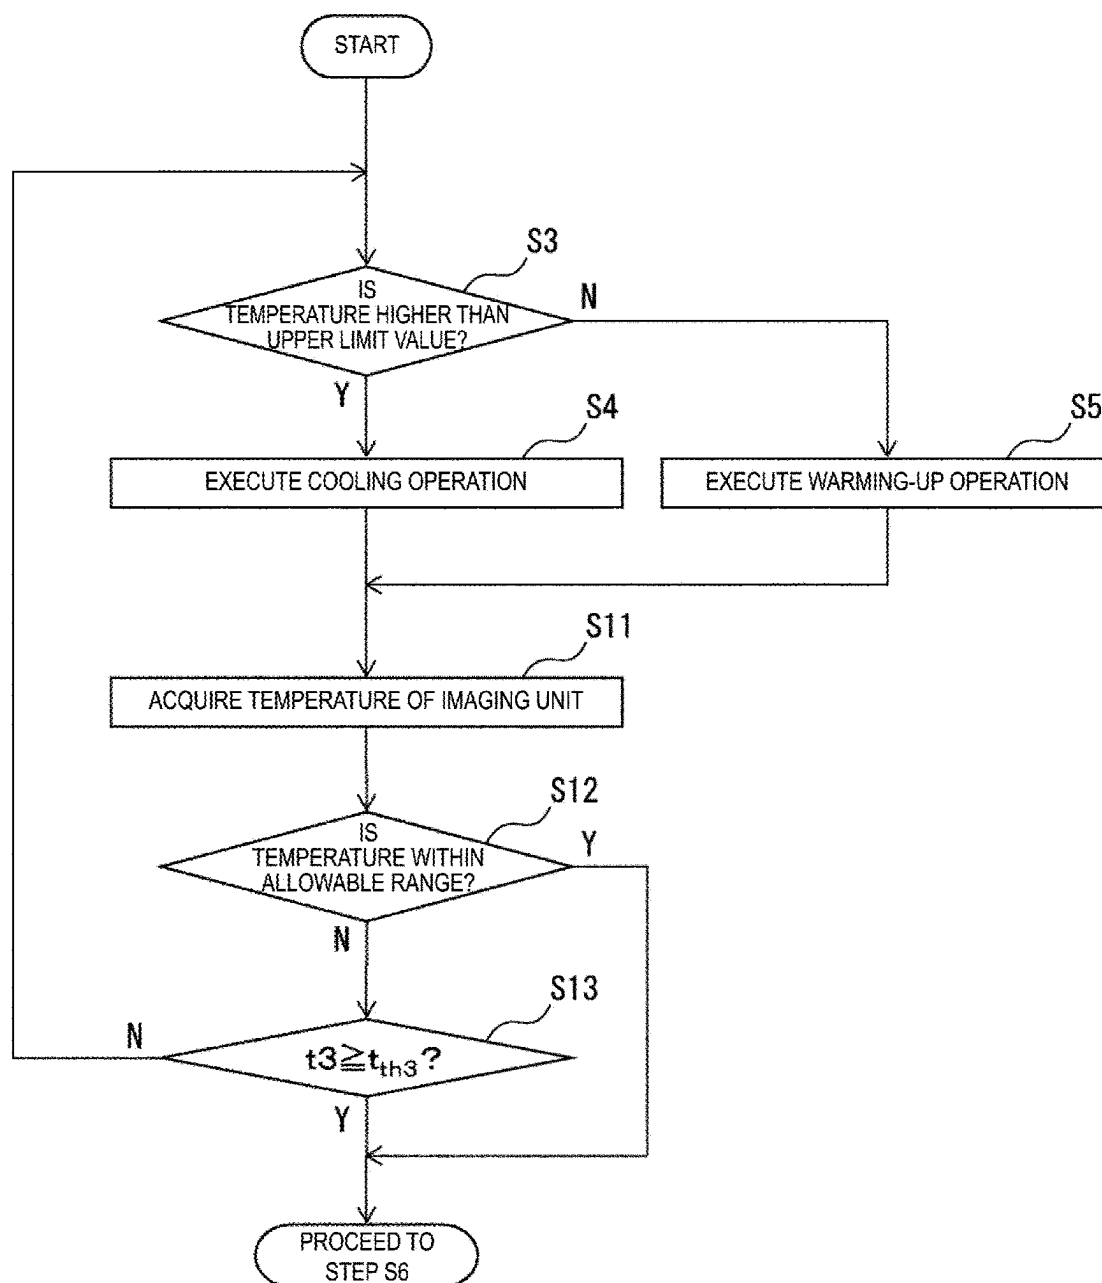 START
S3
IS
TEMPERATURE HIGHER THAN
UPPER LIMIT VALUE?
N
Y
S4
S5
EXECUTE COOLING OPERATION
EXECUTE WARMING-UP OPERATION
S11
ACQUIRE TEMPERATURE OF IMAGING UNIT
S12
IS
TEMPERATURE WITHIN
ALLOWABLE RANGE?
Y
N
S13
N
t3≧tth3?
Y
PROCEED TO
STEP S6